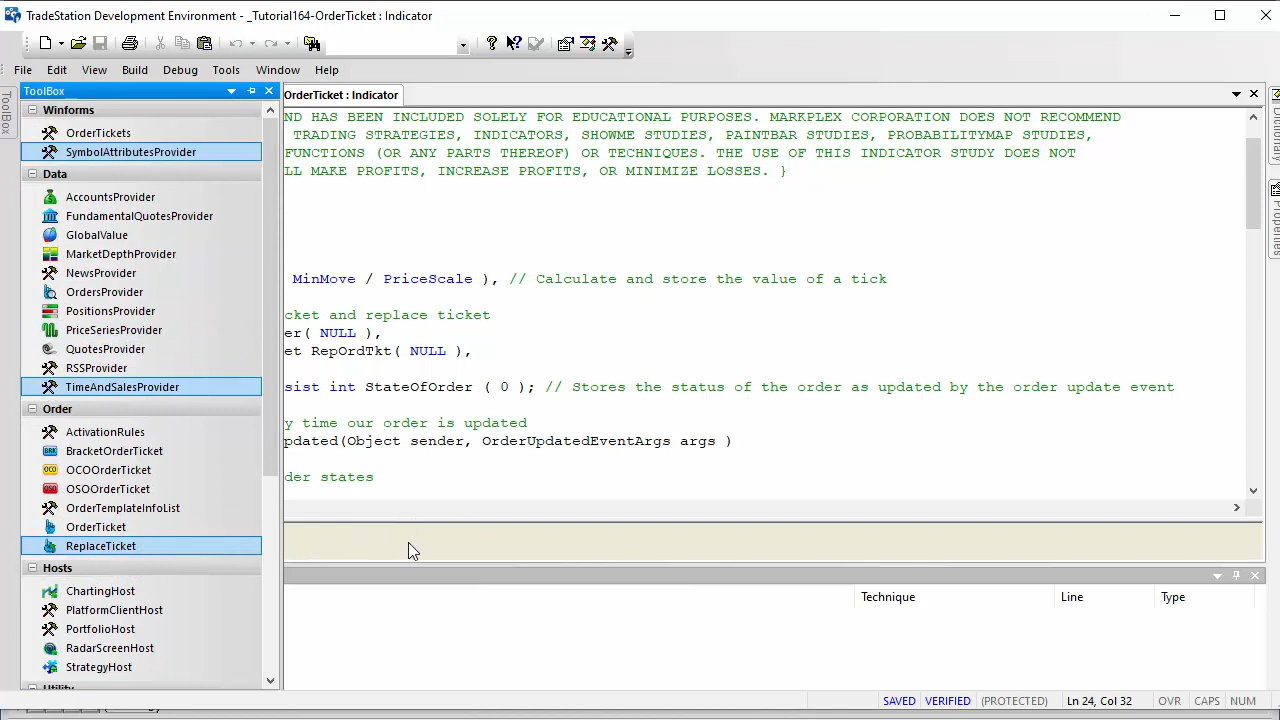 TradeStation Development Environment - _Tutorial164-OrderTicket : Indicator
File Edit View Build Debug Tools Window Help
ToolBox
ToolBox
OrderTicket : Indicator
Winforms
OrderTickets
SymbolAttributesProvider
Data
AccountsProvider
FundamentalQuotesProvider
GlobalValue
MarketDepthProvider
NewsProvider
OrdersProvider
PositionsProvider
PriceSeriesProvider
QuotesProvider
RSSProvider
TimeAndSalesProvider
Order
ActivationRules
BRK BracketOrderTicket
OCO OCOOrderTicket
OSO OSOOrderTicket
OrderTemplateInfoList
OrderTicket
ReplaceTicket
Hosts
ChartingHost
PlatformClientHost
PortfolioHost
RadarScreenHost
StrategyHost
Utility
ND HAS BEEN INCLUDED SOLELY FOR EDUCATIONAL PURPOSES. MARKPLEX CORPORATION DOES NOT RECOMMEND
TRADING STRATEGIES, INDICATORS, SHOWME STUDIES, PAINTBAR STUDIES, PROBABILITYMAP STUDIES,
FUNCTIONS (OR ANY PARTS THEREOF) OR TECHNIQUES. THE USE OF THIS INDICATOR STUDY DOES NOT
LL MAKE PROFITS, INCREASE PROFITS, OR MINIMIZE LOSSES. }
MinMove / PriceScale ), // Calculate and store the value of a tick
cket and replace ticket
er( NULL ),
et RepOrdTkt( NULL ),
sist int StateOfOrder ( 0 ); // Stores the status of the order as updated by the order update event
y time our order is updated
pdated(Object sender, OrderUpdatedEventArgs args )
der states
Technique Line Type
Dictionary
Properties
SAVED VERIFIED (PROTECTED) Ln 24, Col 32 OVR CAPS NUM